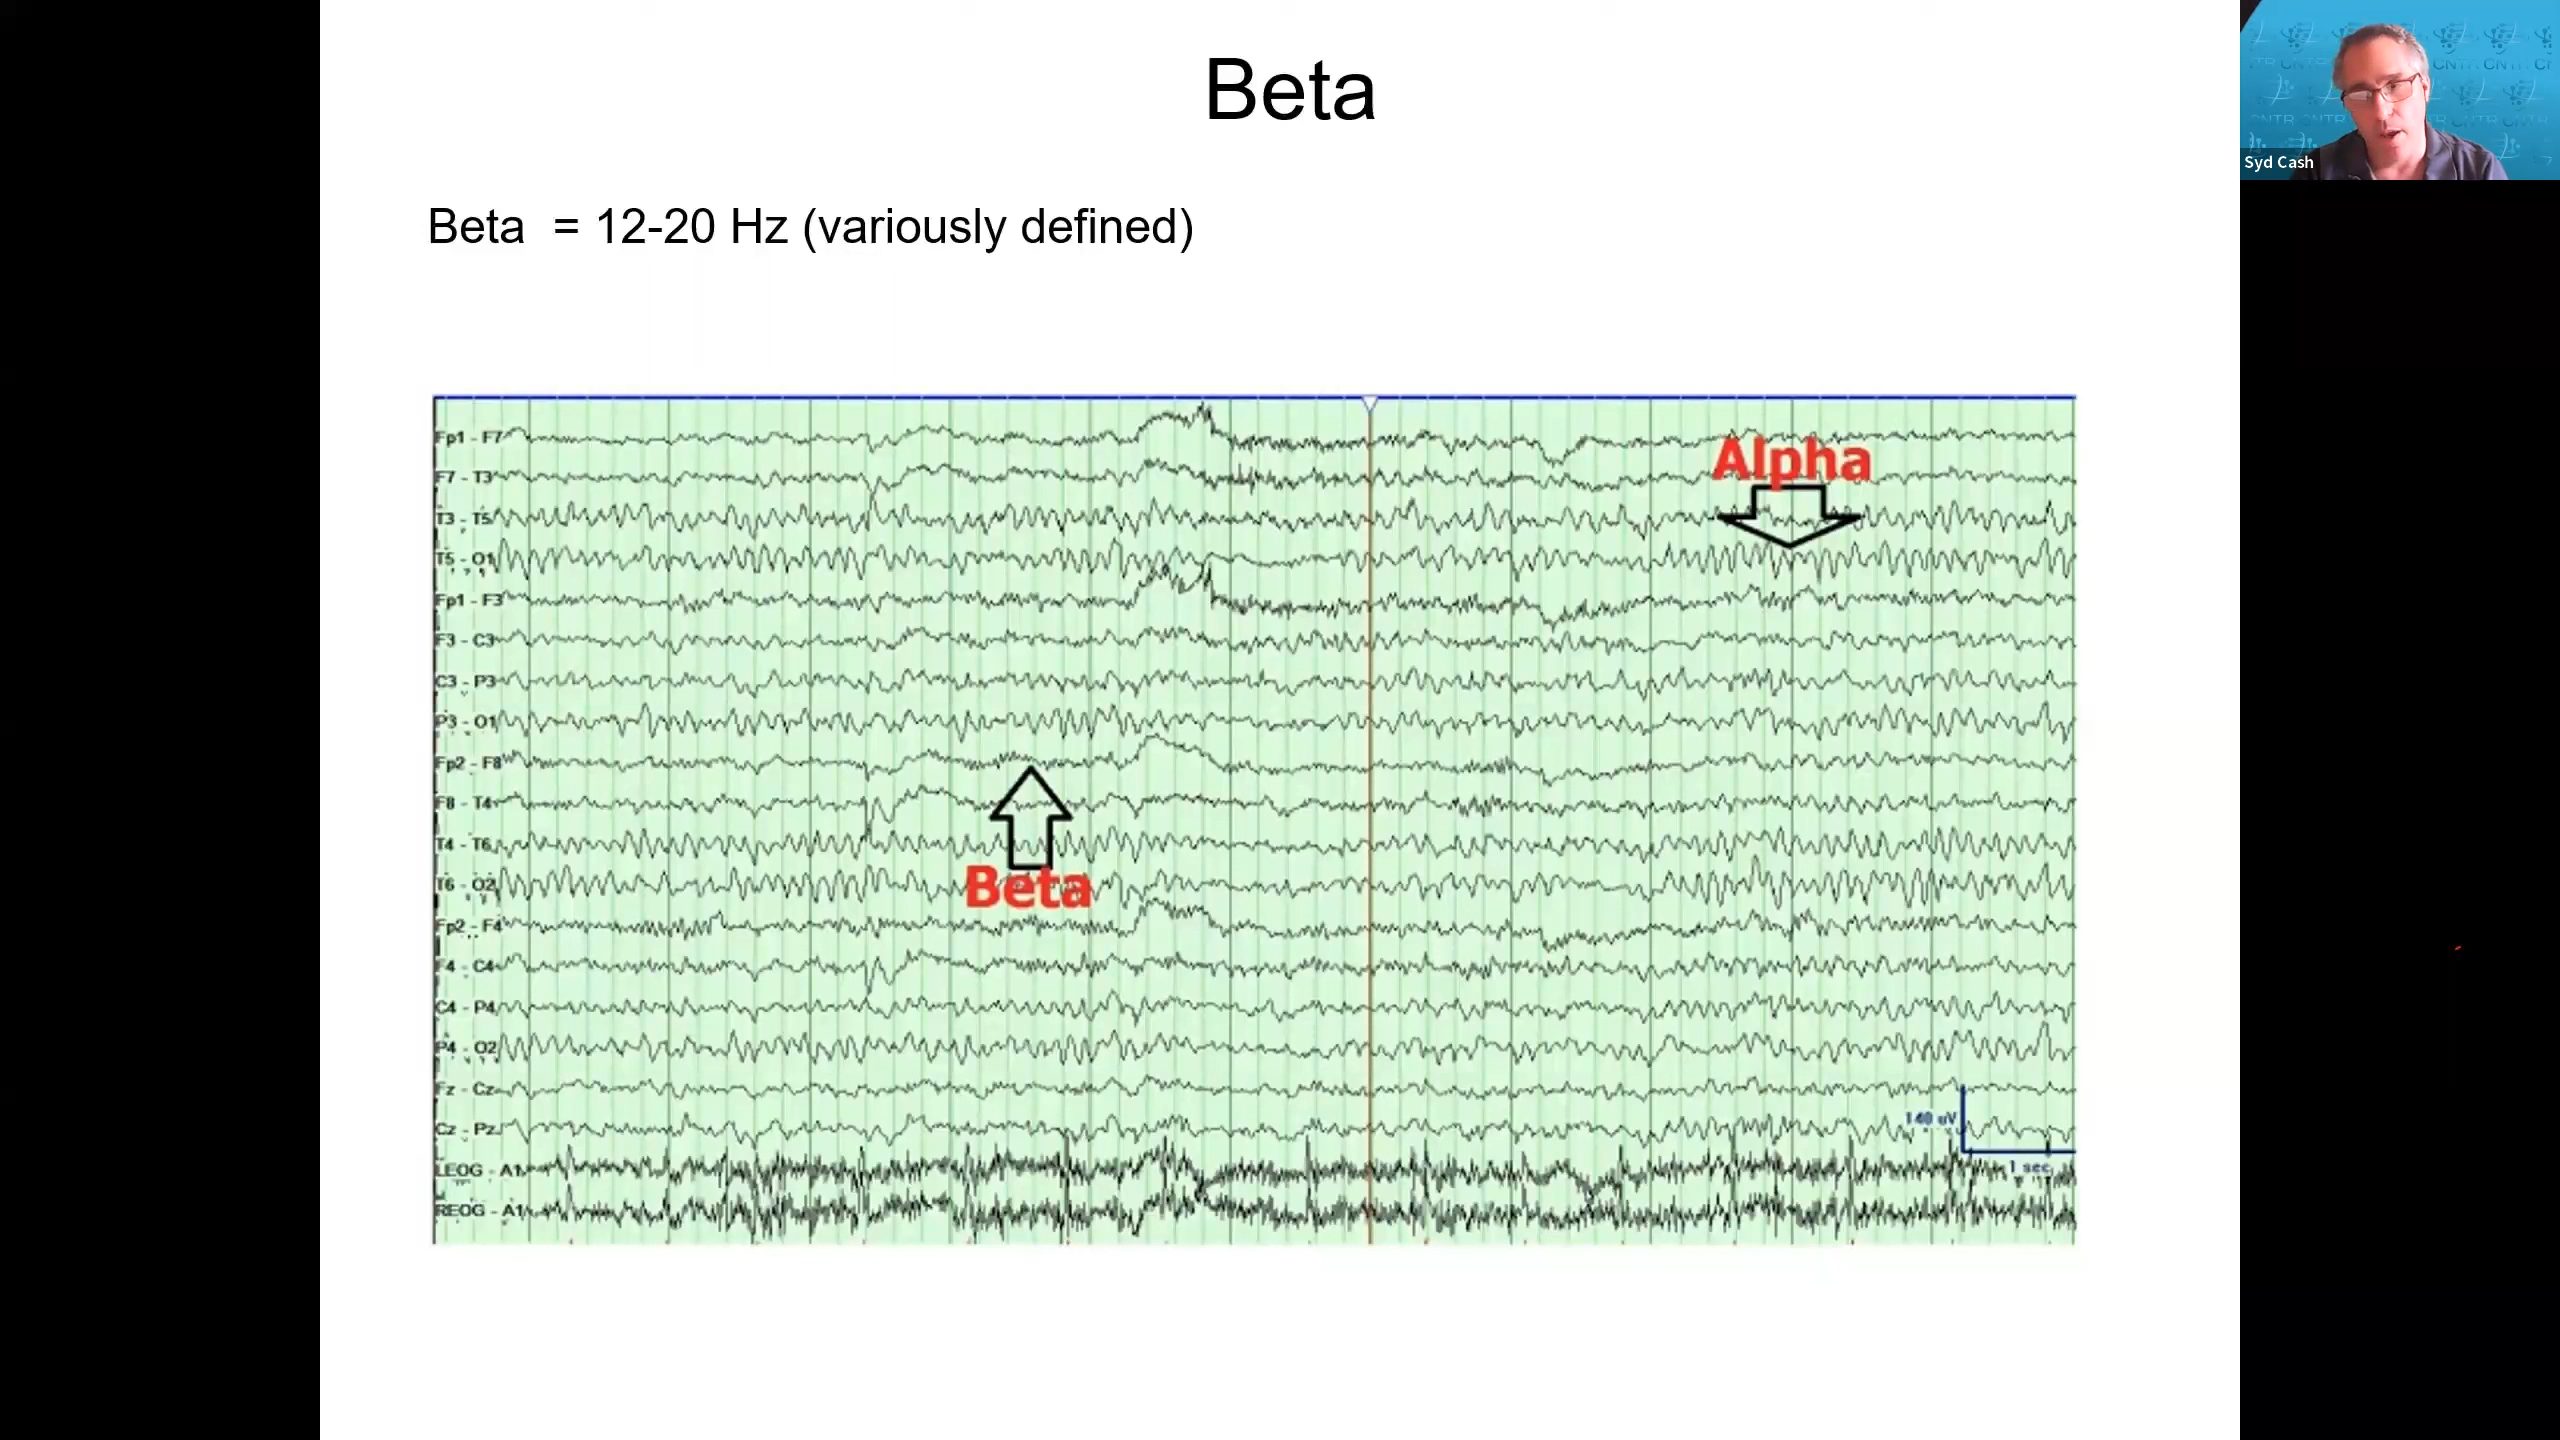 Beta
Syd Cash
Beta = 12-20 Hz (variously defined)
Fp1 - F7
Alpha
F7 - T3
T3 - T5
T5 - O1
Fp1 - F3
F3 - C3
C3 - P3
P3 - O1
Fp2 - F8
F8 - T4
T4 - T6
T6 - O2
Beta
Fp2 - F4
F4 - C4
C4 - P4
P4 - O2
Fz - Cz
Cz - Pz
140 uV
LEOG - A1
1 sec
REOG - A1